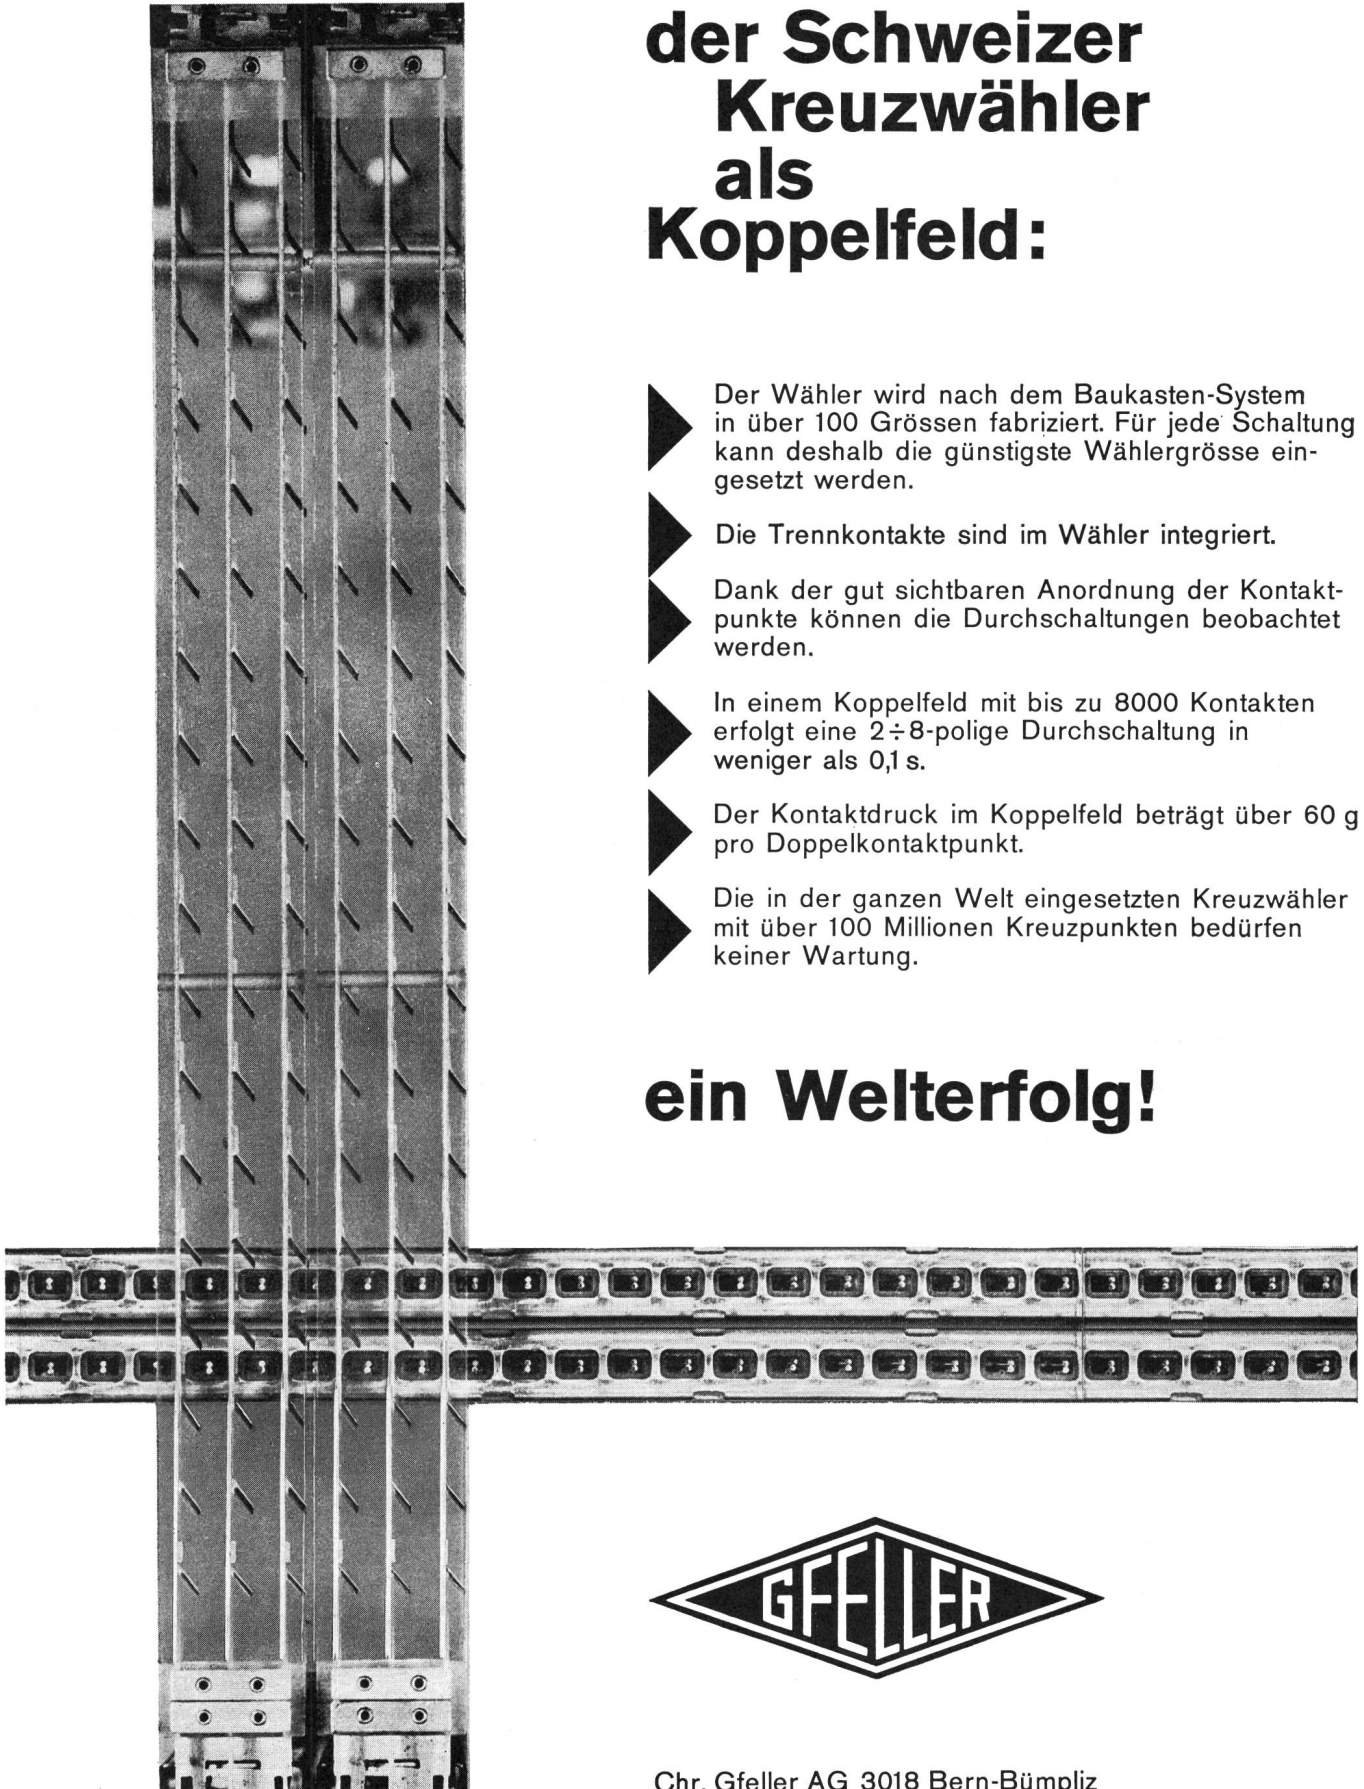 der Schweizer
Kreuzwähler
als
Koppelfeld:
Der Wähler wird nach dem Baukasten-System
in über 100 Grössen fabriziert. Für jede Schaltung
kann deshalb die günstigste Wählergrösse ein-
gesetzt werden.
Die Trennkontakte sind im Wähler integriert.
Dank der gut sichtbaren Anordnung der Kontakt-
punkte können die Durchschaltungen beobachtet
werden.
In einem Koppelfeld mit bis zu 8000 Kontakten
erfolgt eine 2÷8-polige Durchschaltung in
weniger als 0,1 s.
Der Kontaktdruck im Koppelfeld beträgt über 60 g
pro Doppelkontaktpunkt.
Die in der ganzen Welt eingesetzten Kreuzwähler
mit über 100 Millionen Kreuzpunkten bedürfen
keiner Wartung.
ein Welterfolg!
GFELLER
Chr. Gfeller AG 3018 Bern-Bümpliz